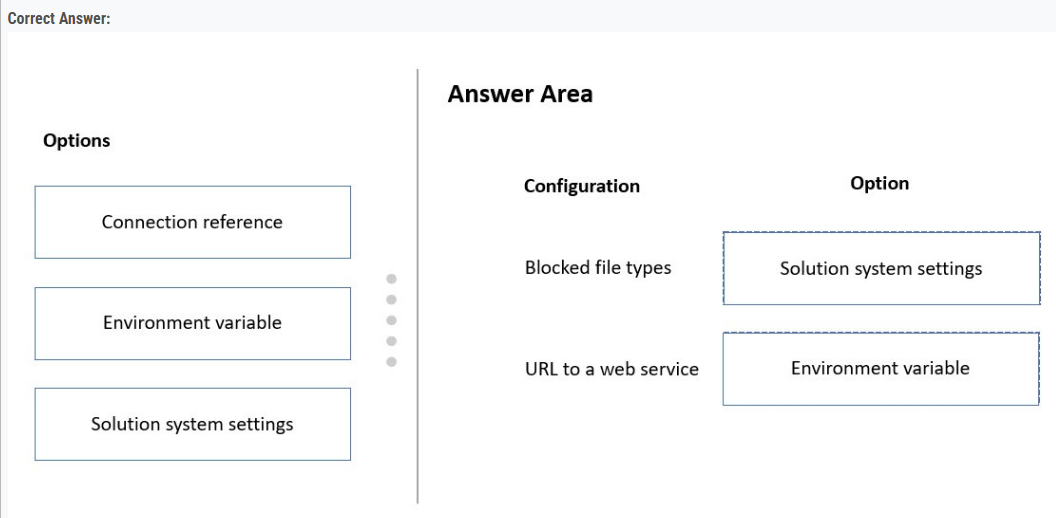 Correct Answer:
Answer Area
Options
Configuration
Option
Connection reference
Blocked file types
Solution system settings
Environment variable
URL to a web service
Environment variable
Solution system settings